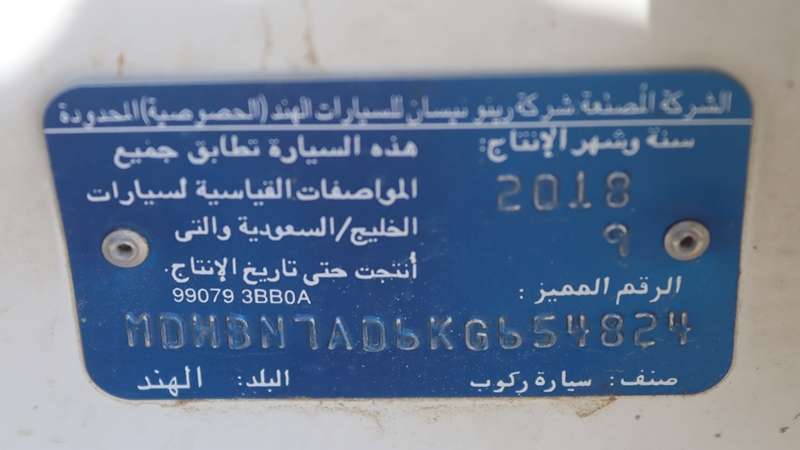 الشركة المصنعة شركة رينو نيسان للسيارات الهند (الخصوصية) المحدودة
سنة وشهر الإنتاج:
2018
9
الرقم المميز :
هذه السيارة تطابق جميع
المواصفات القياسية لسيارات
الخليج/السعودية والتى
أنتجت حتى تاريخ الإنتاج.
99079 3BB0A
MDHBN7AD6KG654824
صنف : سيارة ركوب
البلد: الهند